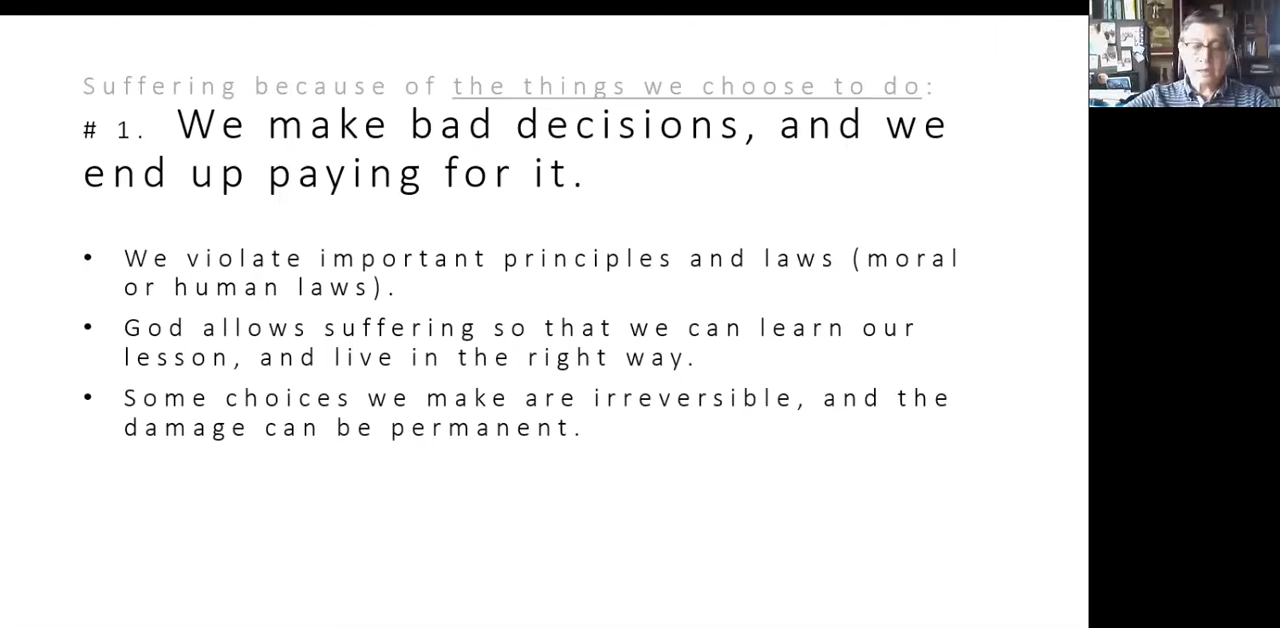 Suffering because of the things we choose to do:
# 1. We make bad decisions, and we
end up paying for it.
• We violate important principles and laws (moral
or human laws).
• God allows suffering so that we can learn our
lesson, and live in the right way.
• Some choices we make are irreversible, and the
damage can be permanent.